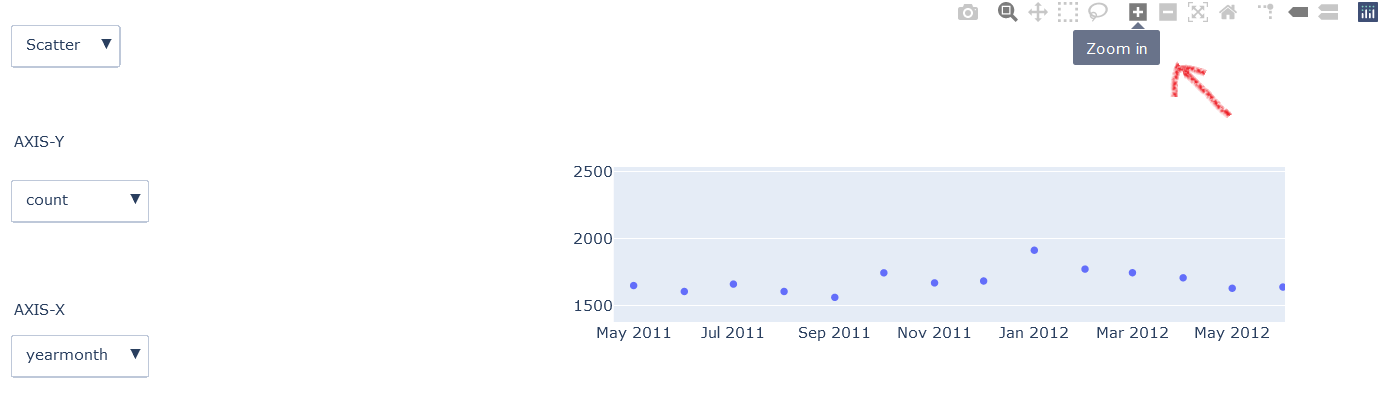 Scatter ▼
Zoom in
AXIS-Y
count ▼
2500
2000
1500
May 2011 Jul 2011 Sep 2011 Nov 2011 Jan 2012 Mar 2012 May 2012
AXIS-X
yearmonth ▼